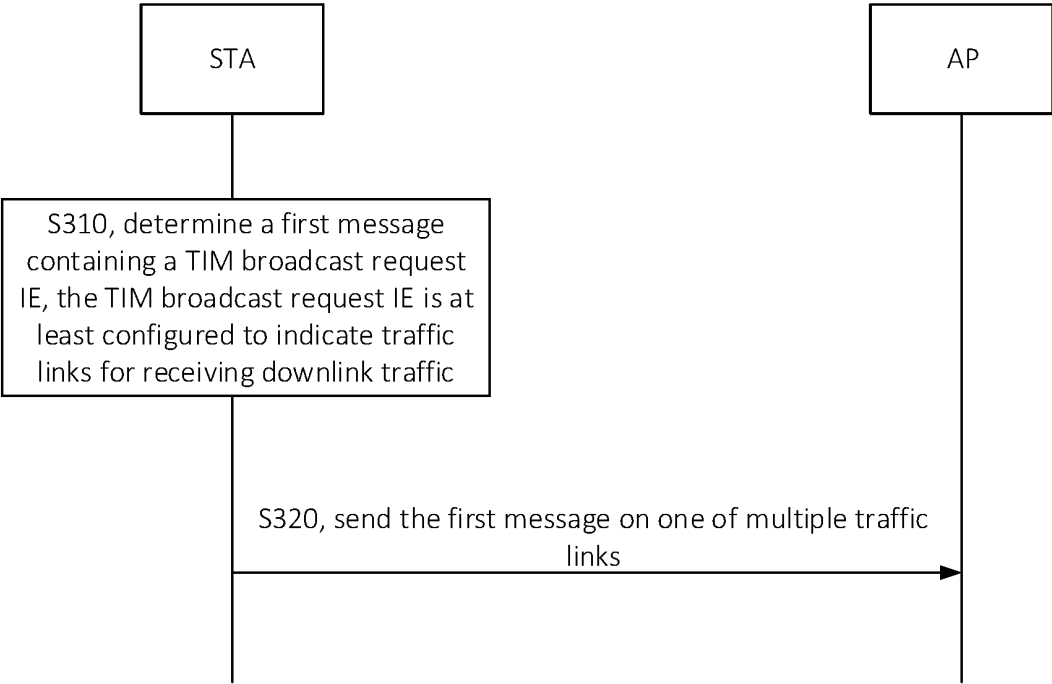 STA
AP
S310, determine a first message
containing a TIM broadcast request
IE, the TIM broadcast request IE is at
least configured to indicate traffic
links for receiving downlink traffic
S320, send the first message on one of multiple traffic
links